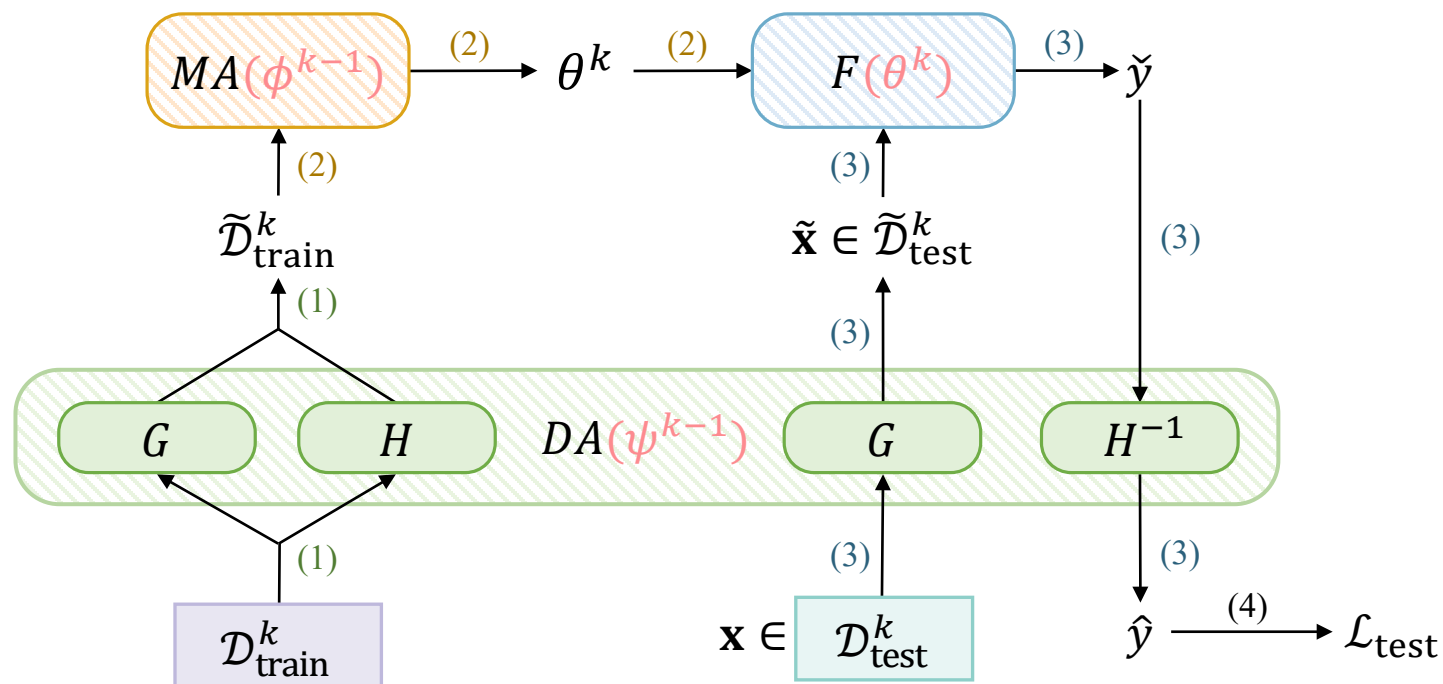 MA(ϕ^{k−1}) (2) θ^k (2) F(θ^k) (3) y̌
(2) (3)
𝒟̃^k_train x̃ ∈ 𝒟̃^k_test (3)
(1) (3)
G H DA(ψ^{k−1}) G H^{−1}
(1) (3) (3) (4)
𝒟^k_train x ∈ 𝒟^k_test ŷ ℒ_test